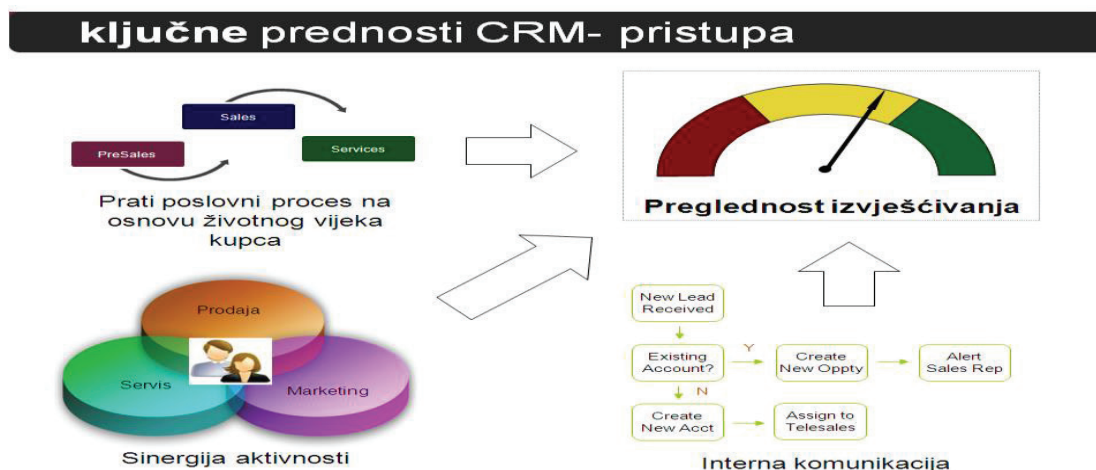 ključne prednosti CRM- pristupa
Sales
PreSales
Services
Prati poslovni proces na
osnovu životnog vijeka
kupca
Preglednost izvješćivanja
Prodaja
Servis
Marketing
Sinergija aktivnosti
New Lead
Received
Existing
Account?
Y
Create
New Oppty
Alert
Sales Rep
N
Create
New Acct
Assign to
Telesales
Interna komunikacija